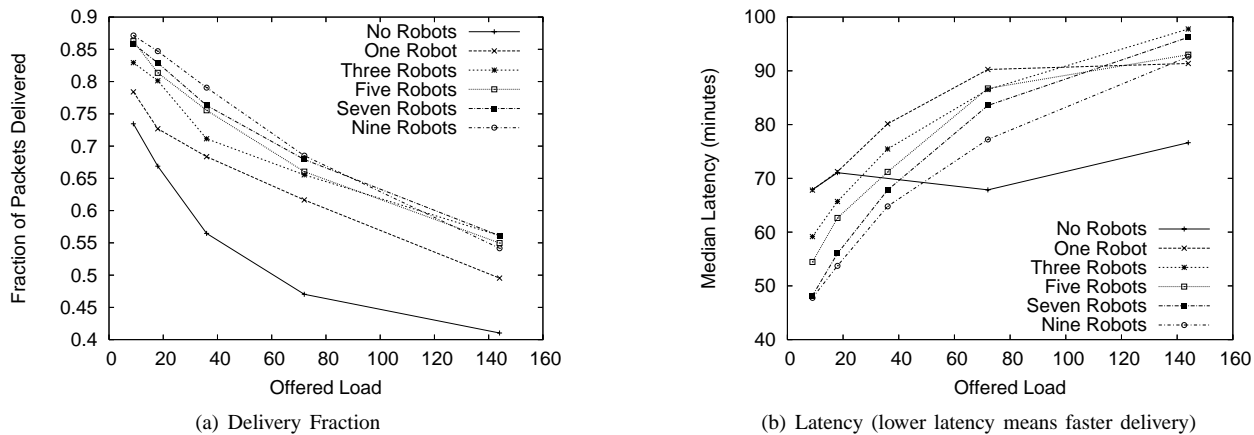 0.9
0.85
0.8
0.75
0.7
0.65
0.6
0.55
0.5
0.45
0.4
0 20 40 60 80 100 120 140 160
Fraction of Packets Delivered
Offered Load
No Robots
One Robot
Three Robots
Five Robots
Seven Robots
Nine Robots
(a) Delivery Fraction
100
90
80
70
60
50
40
0 20 40 60 80 100 120 140 160
Median Latency (minutes)
Offered Load
No Robots
One Robot
Three Robots
Five Robots
Seven Robots
Nine Robots
(b) Latency (lower latency means faster delivery)